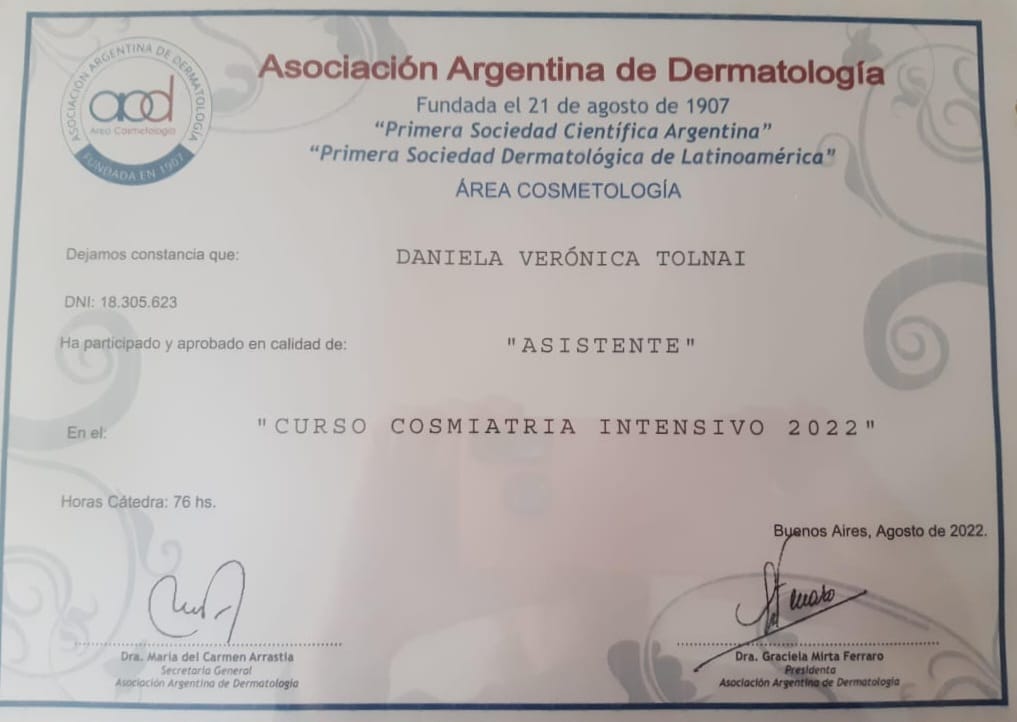 ASOCIACIÓN ARGENTINA DE DERMATOLOGÍA
aad
Area Cosmetología
FUNDADA EN 1907
Asociación Argentina de Dermatología
Fundada el 21 de agosto de 1907
“Primera Sociedad Científica Argentina”
“Primera Sociedad Dermatológica de Latinoamérica”
ÁREA COSMETOLOGÍA
Dejamos constancia que: DANIELA VERÓNICA TOLNAI
DNI: 18.305.623
Ha participado y aprobado en calidad de: "ASISTENTE"
En el: "CURSO COSMIATRIA INTENSIVO 2022"
Horas Cátedra: 76 hs.
Buenos Aires, Agosto de 2022.
Dra. Maria del Carmen Arrastia
Secretaria General
Asociación Argentina de Dermatología
Dra. Graciela Mirta Ferraro
Presidenta
Asociación Argentina de Dermatología